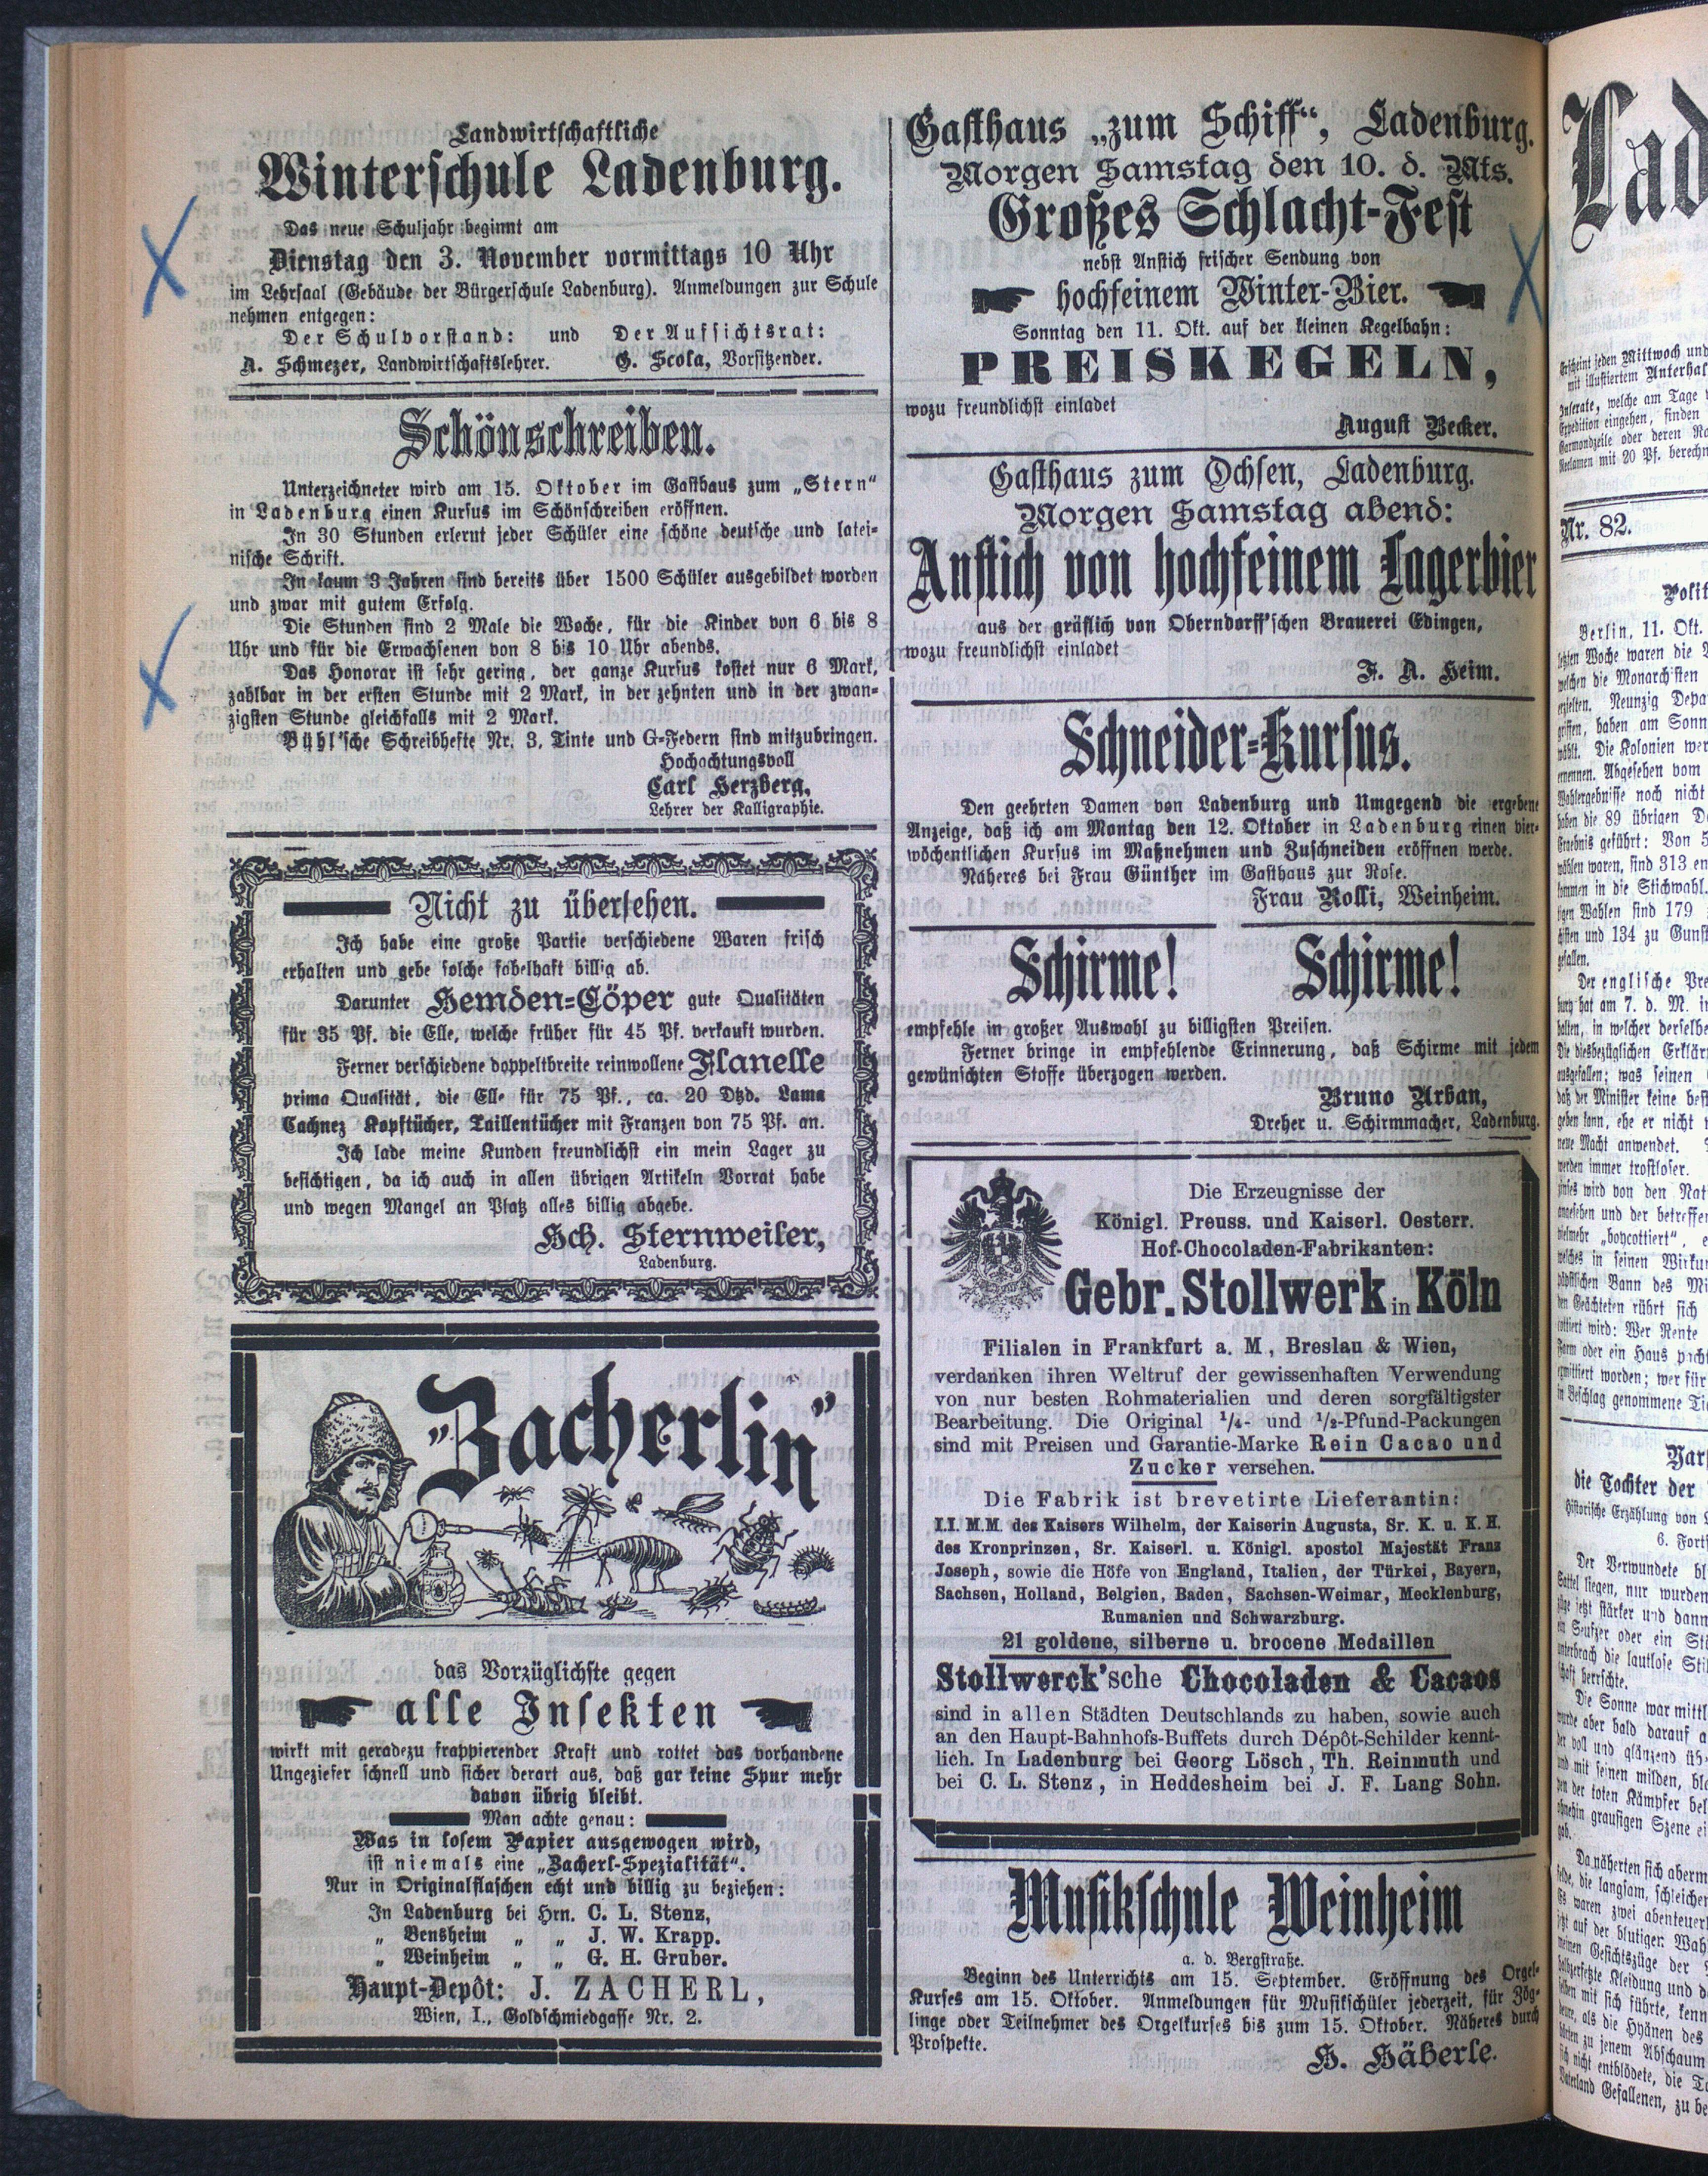 Landwirtschaftliche
Winterschule Ladenburg.
Das neue Schuljahr beginnt am
Dienstag den 3. November vormittags 10 Uhr
im Lehrsaal (Gebäude der Bürgerschule Ladenburg). Anmeldungen zur Schule
nehmen entgegen:
Der Schulvorstand: und Der Aufsichtsrat:
A. Schmezer, Landwirtschaftslehrer. G. Scola, Vorsitzender.
Schönschreiben.
Unterzeichneter wird am 15. Oktober im Gasthaus zum „Stern“
in Ladenburg einen Kursus im Schönschreiben eröffnen.
In 30 Stunden erlernt jeder Schüler eine schöne deutsche und latei-
nische Schrift.
In kaum 3 Jahren sind bereits über 1500 Schüler ausgebildet worden
und zwar mit gutem Erfolg.
Die Stunden sind 2 Male die Woche, für die Kinder von 6 bis 8
Uhr und für die Erwachsenen von 8 bis 10 Uhr abends.
Das Honorar ist sehr gering, der ganze Kursus kostet nur 6 Mark,
zahlbar in der ersten Stunde mit 2 Mark, in der zehnten und in der zwan-
zigsten Stunde gleichfalls mit 2 Mark.
Bühl'sche Schreibhefte Nr. 3, Tinte und G-Federn sind mitzubringen.
Hochachtungsvoll
Carl Herzberg,
Lehrer der Kalligraphie.
Nicht zu übersehen.
Ich habe eine große Partie verschiedene Waren frisch
erhalten und gebe solche fabelhaft billig ab.
Darunter Hemden-Cöper gute Qualitäten
für 35 Pf. die Elle, welche früher für 45 Pf. verkauft wurden.
Ferner verschiedene doppeltbreite reinwollene Flanelle
prima Qualität, die Elle für 75 Pf., ca. 20 Dtzd. Lama
Cachnez Kopftücher, Taillentücher mit Franzen von 75 Pf. an.
Ich lade meine Kunden freundlichst ein mein Lager zu
besichtigen, da ich auch in allen übrigen Artikeln Vorrat habe
und wegen Mangel an Platz alles billig abgebe.
Hch. Sternweiler,
Ladenburg.
„Zacherlin”
das Vorzüglichste gegen
alle Insekten
wirkt mit geradezu frappierender Kraft und rottet das vorhandene
Ungeziefer schnell und sicher derart aus, daß gar keine Spur mehr
davon übrig bleibt.
Man achte genau:
Was in losem Papier ausgewogen wird,
ist niemals eine „Zacherl-Spezialität“.
Nur in Originalflaschen echt und billig zu beziehen:
In Ladenburg bei Hrn. C. L. Stenz,
„ Bensheim „ „ J. W. Krapp.
„ Weinheim „ „ G. H. Gruber.
Haupt-Depôt: J. ZACHERL,
Wien, I., Goldschmiedgasse Nr. 2.
Gasthaus „zum Schiff“, Ladenburg.
Morgen Samstag den 10. d. Mts.
Großes Schlacht-Fest
nebst Anstich frischer Sendung von
hochfeinem Winter-Bier.
Sonntag den 11. Okt. auf der kleinen Kegelbahn:
PREISKEGELN,
wozu freundlichst einladet
August Becker.
Gasthaus zum Ochsen, Ladenburg.
Morgen Samstag abend:
Anstich von hochfeinem Lagerbier
aus der gräflich von Oberndorff'schen Brauerei Edingen,
wozu freundlichst einladet
F. A. Heim.
Schneider-Kursus.
Den geehrten Damen von Ladenburg und Umgegend die ergebene
Anzeige, daß ich am Montag den 12. Oktober in Ladenburg einen vier-
wöchentlichen Kursus im Maßnehmen und Zuschneiden eröffnen werde.
Näheres bei Frau Günther im Gasthaus zur Rose.
Frau Rolli, Weinheim.
Schirme! Schirme!
empfehle in großer Auswahl zu billigsten Preisen.
Ferner bringe in empfehlende Erinnerung, daß Schirme mit jedem
gewünschten Stoffe überzogen werden.
Bruno Urban,
Dreher u. Schirmmacher, Ladenburg.
Die Erzeugnisse der
Königl. Preuss. und Kaiserl. Oesterr.
Hof-Chocoladen-Fabrikanten:
Gebr. Stollwerk in Köln
Filialen in Frankfurt a. M, Breslau & Wien,
verdanken ihren Weltruf der gewissenhaften Verwendung
von nur besten Rohmaterialien und deren sorgfältigster
Bearbeitung. Die Original 1/4- und 1/2-Pfund-Packungen
sind mit Preisen und Garantie-Marke Rein Cacao und
Zucker versehen.
Die Fabrik ist brevetirte Lieferantin:
I.I. M.M. des Kaisers Wilhelm, der Kaiserin Augusta, Sr. K. u. K. H.
des Kronprinzen, Sr. Kaiserl. u. Königl. apostol Majestät Franz
Joseph, sowie die Höfe von England, Italien, der Türkei, Bayern,
Sachsen, Holland, Belgien, Baden, Sachsen-Weimar, Mecklenburg,
Rumanien und Schwarzburg.
21 goldene, silberne u. brocene Medaillen
Stollwerck'sche Chocoladen & Cacaos
sind in allen Städten Deutschlands zu haben, sowie auch
an den Haupt-Bahnhofs-Buffets durch Dépôt-Schilder kennt-
lich. In Ladenburg bei Georg Lösch, Th. Reinmuth und
bei C. L. Stenz, in Heddesheim bei J. F. Lang Sohn.
Musikschule Weinheim
a. d. Bergstraße.
Beginn des Unterrichts am 15. September. Eröffnung des Orgel-
Kurses am 15. Oktober. Anmeldungen für Musikschüler jederzeit, für Zög-
linge oder Teilnehmer des Orgelkurses bis zum 15. Oktober. Näheres durch
Prospekte.
H. Häberle.
Lad
Nr. 82.
Berlin, 11. Okt.